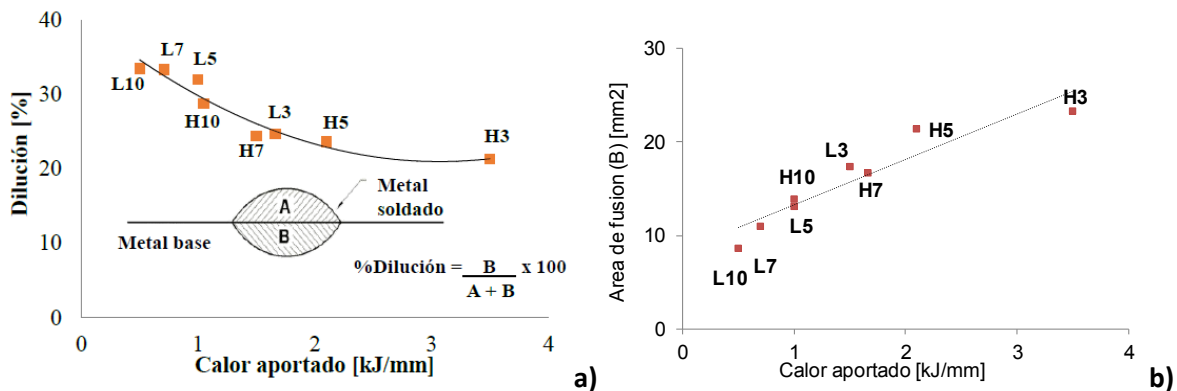 40
30
20
10
0
Dilución [%]
L10
L7
L5
H10
H7
L3
H5
H3
A
B
Metal
soldado
Metal base
%Dilución = B x 100
A + B
0 1 2 3 4
Calor aportado [kJ/mm]
a)
30
20
10
0
Area de fusion (B) [mm2]
L10
L7
H10
L5
L3
H7
H5
H3
0 1 2 3 4
Calor aportado [kJ/mm]
b)